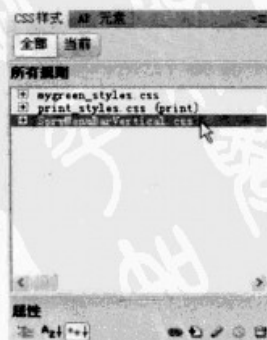 CSS样式 AP 元素
全部 当前
所有规则
mygreen_styles.css
print_styles.css (print)
SpryMenuBarVertical.css
属性